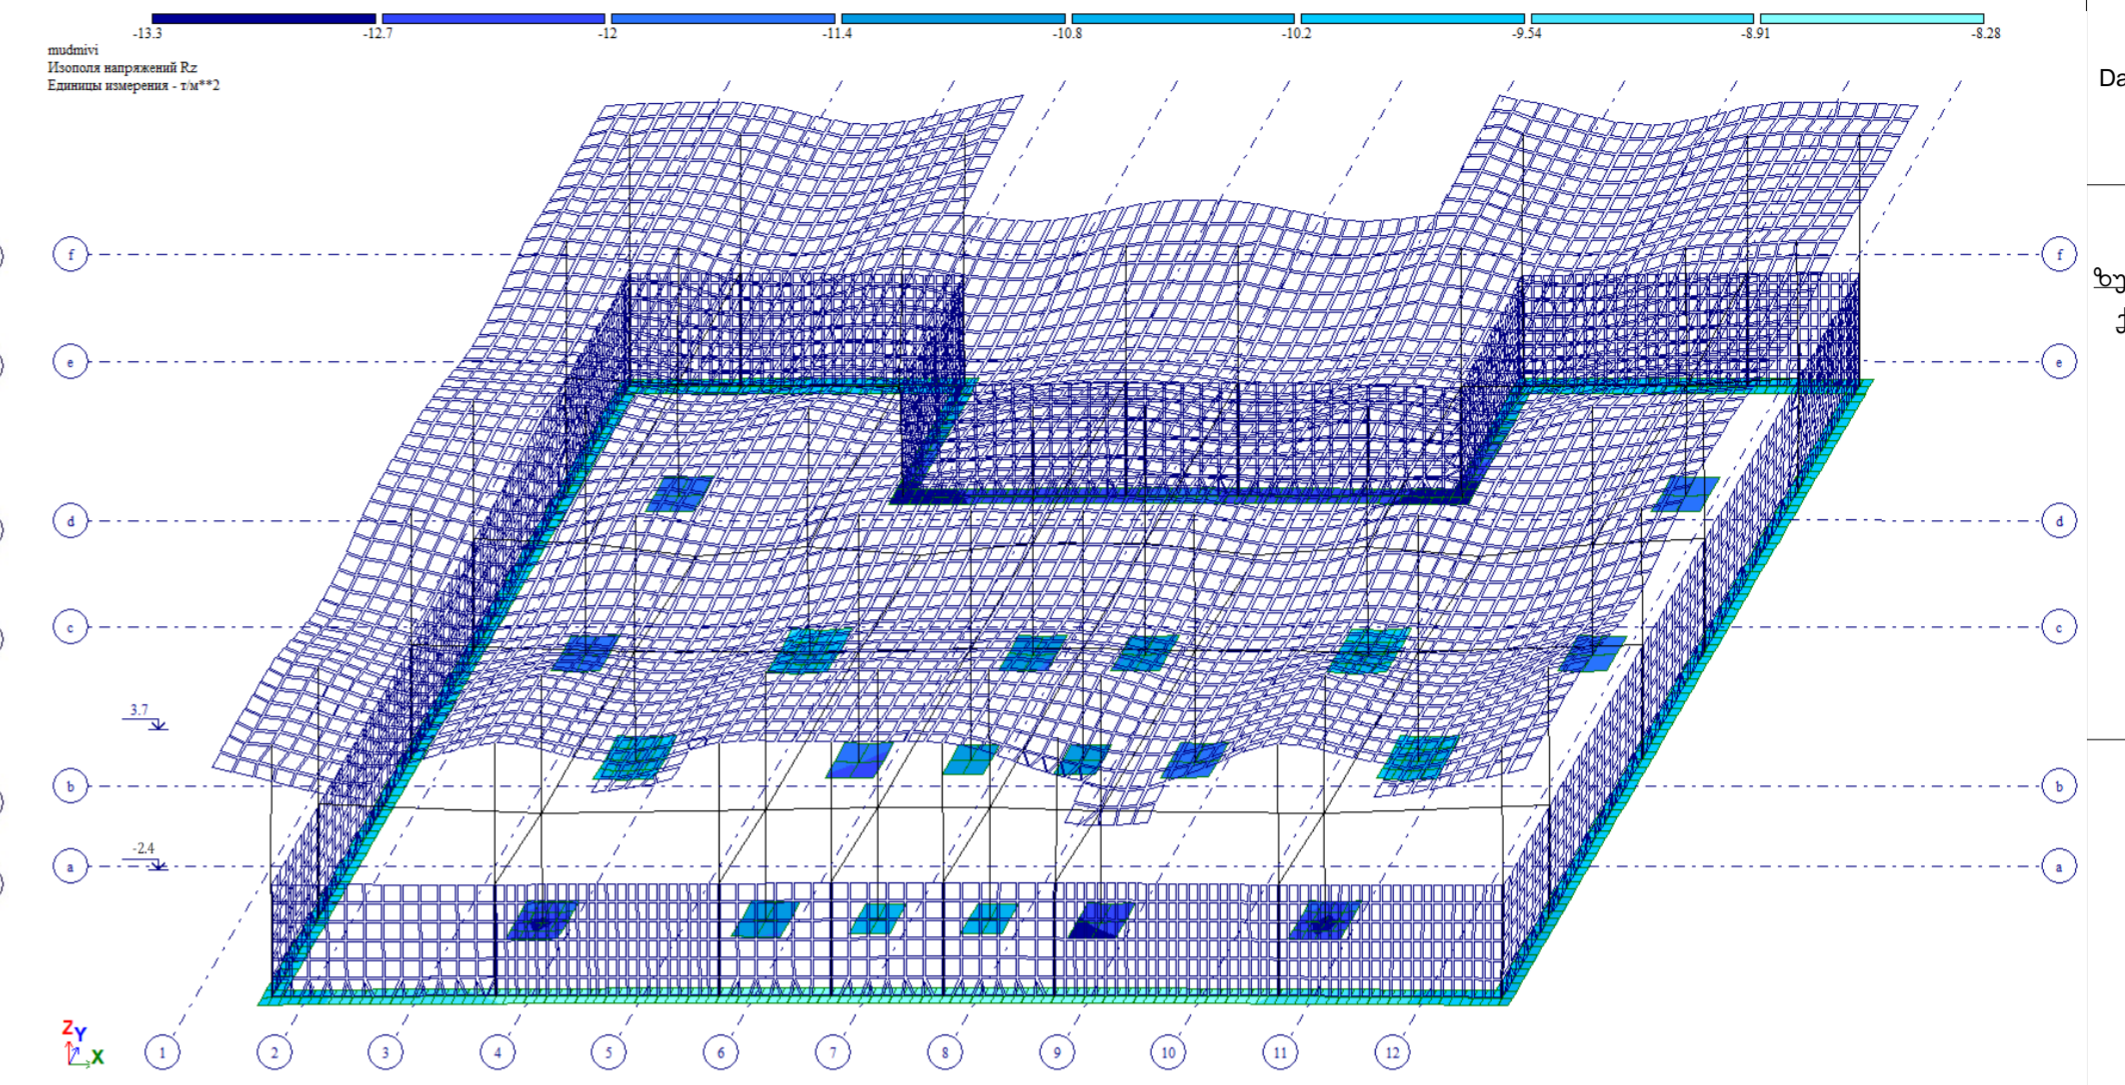 -13.3 -12.7 -12 -11.4 -10.8 -10.2 -9.54 -8.91 -8.28
mudmivi
Изополя напряжений Rz
Единицы измерения - т/м**2
f f
e e
d d
c c
3.7
b b
-2.4
a a
Z Y X
1 2 3 4 5 6 7 8 9 10 11 12